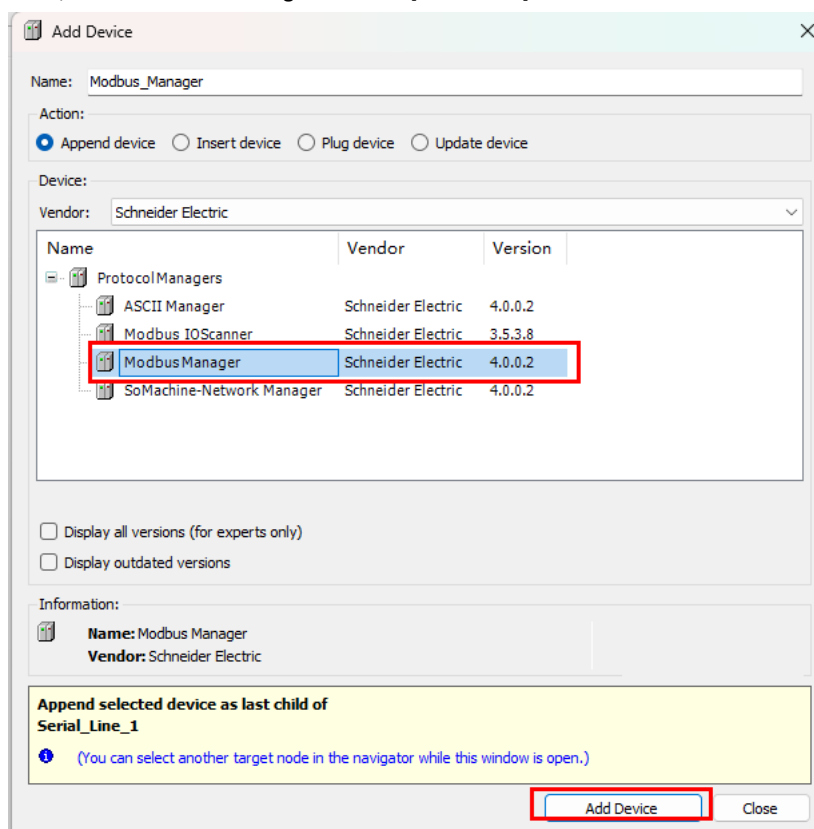 Add Device
Name: Modbus_Manager
Action:
Append device Insert device Plug device Update device
Device:
Vendor: Schneider Electric
Name Vendor Version
ProtocolManagers
ASCII Manager Schneider Electric 4.0.0.2
Modbus IOScanner Schneider Electric 3.5.3.8
Modbus Manager Schneider Electric 4.0.0.2
SoMachine-Network Manager Schneider Electric 4.0.0.2
Display all versions (for experts only)
Display outdated versions
Information:
Name: Modbus Manager
Vendor: Schneider Electric
Append selected device as last child of
Serial_Line_1
(You can select another target node in the navigator while this window is open.)
Add Device Close